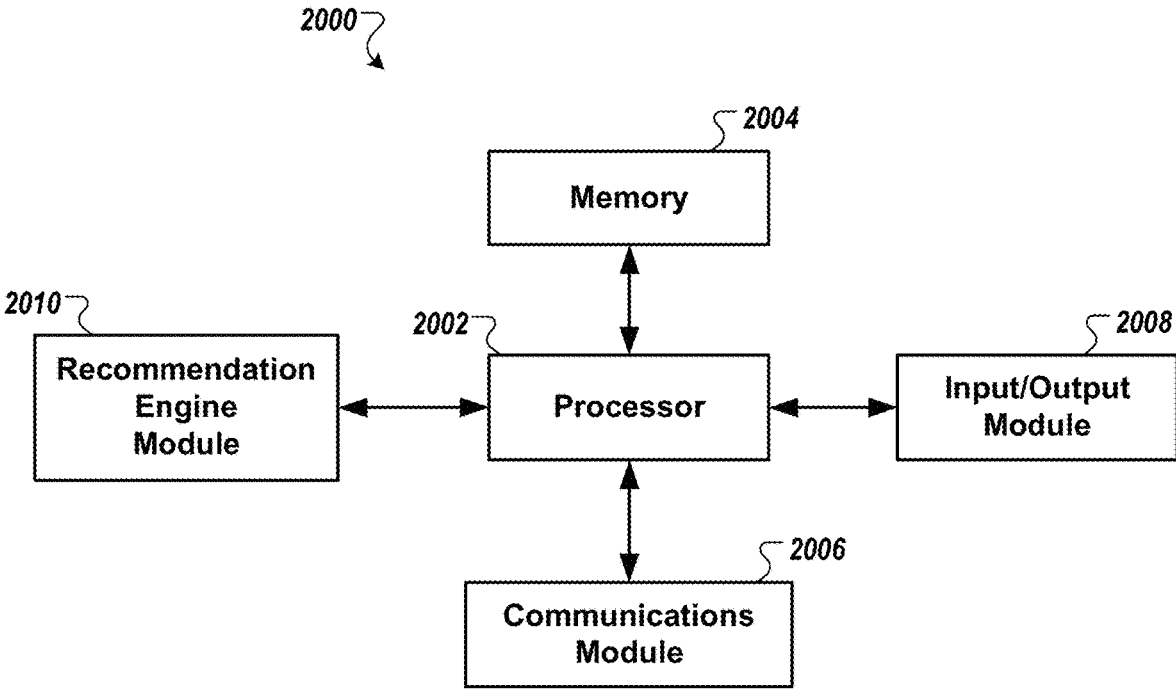 2000
2004
Memory
2010
Recommendation
Engine
Module
2002
Processor
2008
Input/Output
Module
2006
Communications
Module